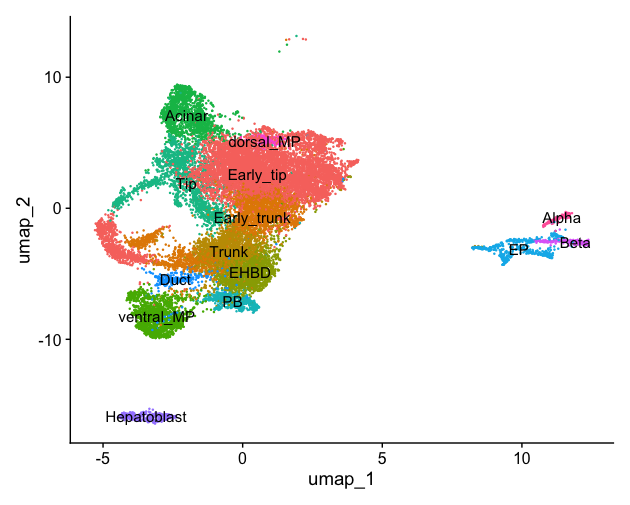 10
0
-10
umap_2
Acinar
dorsal_MP
Early_tip
Tip
Early_trunk
Alpha
Beta
EP
Trunk
EHBD
Duct
PB
ventral_MP
Hepatoblast
-5
0
5
10
umap_1